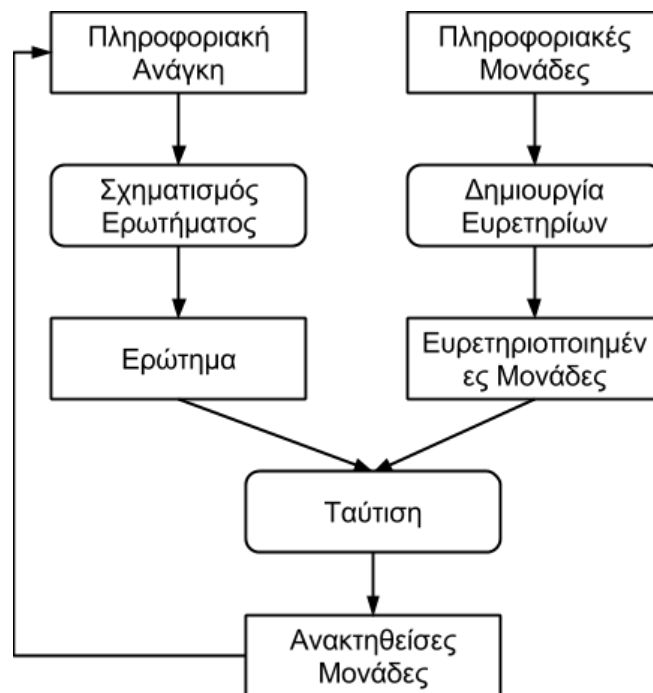 Πληροφοριακή
Ανάγκη
Πληροφοριακές
Μονάδες
Σχηματισμός
Ερωτήματος
Δημιουργία
Ευρετηρίων
Ερώτημα
Ευρετηριοποιημέν
ες Μονάδες
Ταύτιση
Ανακτηθείσες
Μονάδες